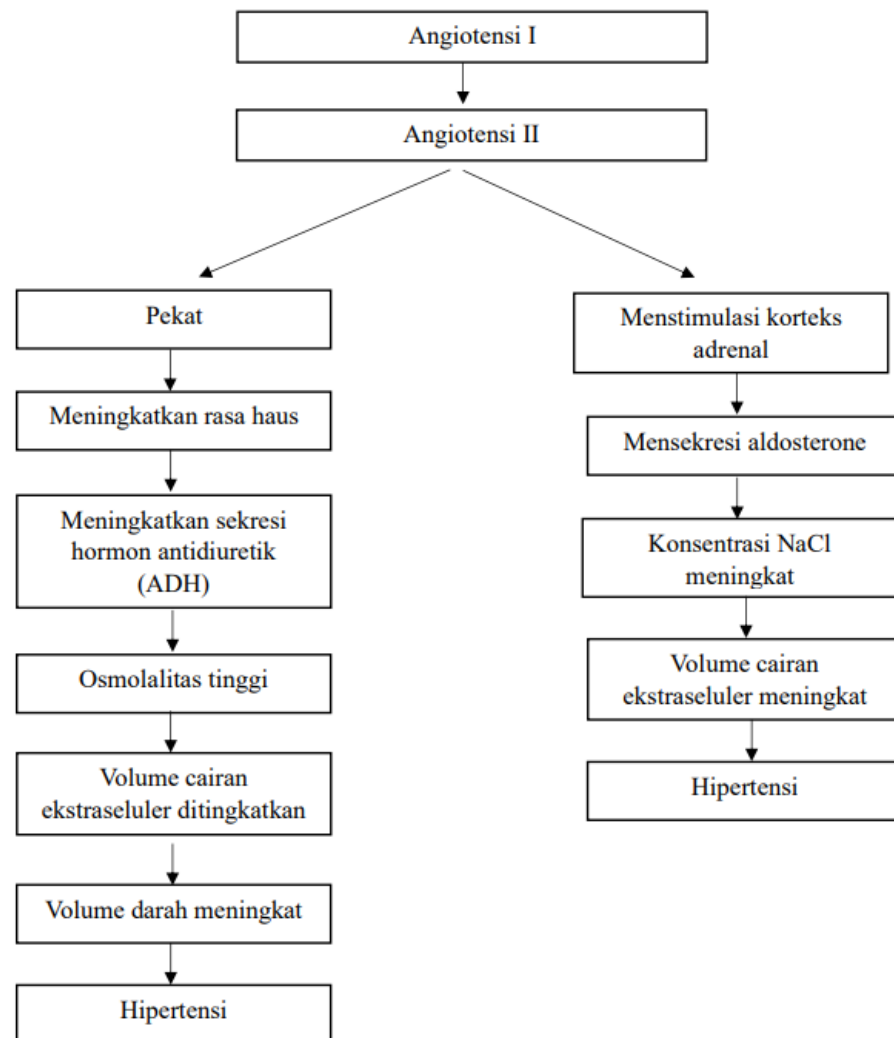 Angiotensi I
Angiotensi II
Pekat
Meningkatkan rasa haus
Meningkatkan sekresi
hormon antidiuretik
(ADH)
Osmolalitas tinggi
Volume cairan
ekstraseluler ditingkatkan
Volume darah meningkat
Hipertensi
Menstimulasi korteks
adrenal
Mensekresi aldosterone
Konsentrasi NaCl
meningkat
Volume cairan
ekstraseluler meningkat
Hipertensi